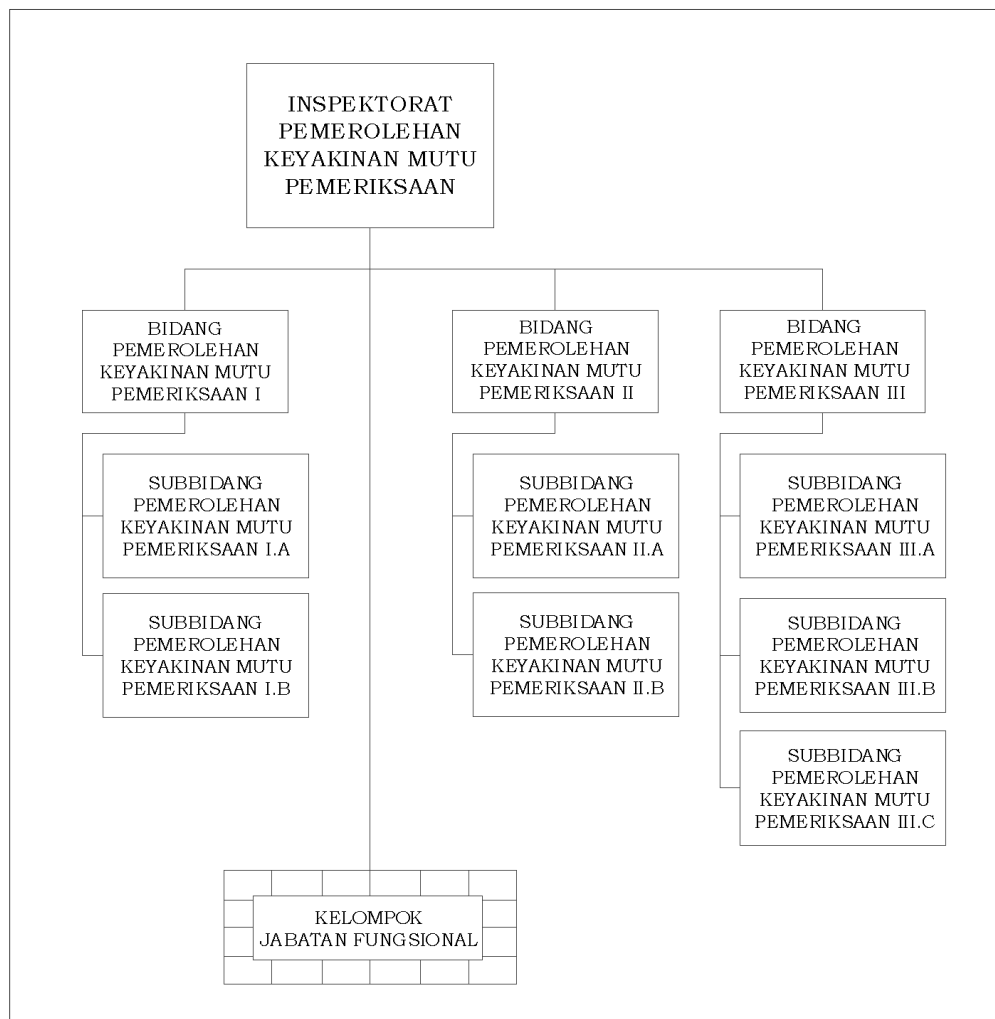 INSPEKTORAT
PEMEROLEHAN
KEYAKINAN MUTU
PEMERIKSAAN
BIDANG
PEMEROLEHAN
KEYAKINAN MUTU
PEMERIKSAAN I
BIDANG
PEMEROLEHAN
KEYAKINAN MUTU
PEMERIKSAAN II
BIDANG
PEMEROLEHAN
KEYAKINAN MUTU
PEMERIKSAAN III
SUBBIDANG
PEMEROLEHAN
KEYAKINAN MUTU
PEMERIKSAAN I.A
SUBBIDANG
PEMEROLEHAN
KEYAKINAN MUTU
PEMERIKSAAN II.A
SUBBIDANG
PEMEROLEHAN
KEYAKINAN MUTU
PEMERIKSAAN III.A
SUBBIDANG
PEMEROLEHAN
KEYAKINAN MUTU
PEMERIKSAAN I.B
SUBBIDANG
PEMEROLEHAN
KEYAKINAN MUTU
PEMERIKSAAN II.B
SUBBIDANG
PEMEROLEHAN
KEYAKINAN MUTU
PEMERIKSAAN III.B
SUBBIDANG
PEMEROLEHAN
KEYAKINAN MUTU
PEMERIKSAAN III.C
KELOMPOK
JABATAN FUNGSIONAL